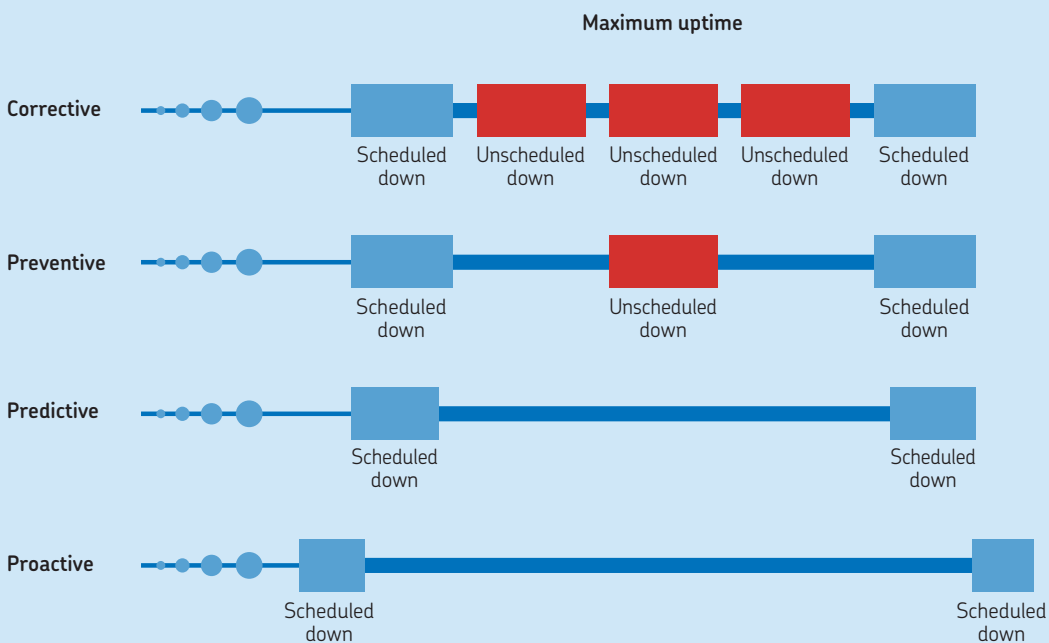 Maximum uptime
Corrective
Scheduled
down
Unscheduled
down
Unscheduled
down
Unscheduled
down
Scheduled
down
Preventive
Scheduled
down
Unscheduled
down
Scheduled
down
Predictive
Scheduled
down
Scheduled
down
Proactive
Scheduled
down
Scheduled
down